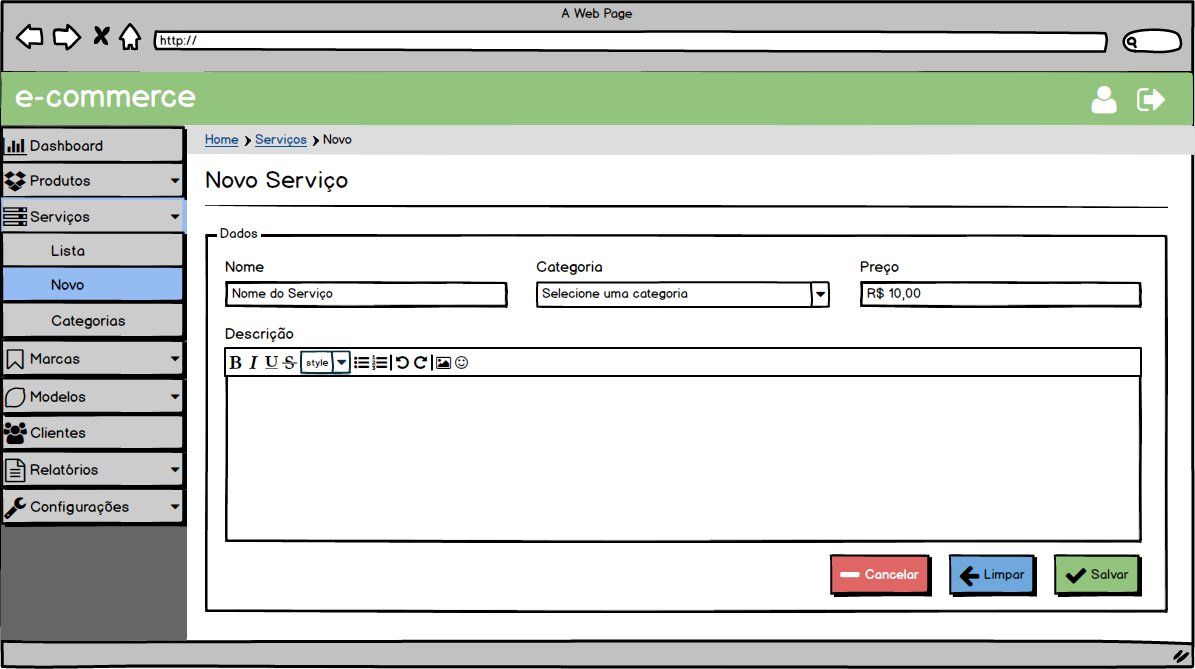 A Web Page
http://
e-commerce
Dashboard
Produtos
Serviços
Lista
Novo
Categorias
Marcas
Modelos
Clientes
Relatórios
Configurações
Home Serviços Novo
Novo Serviço
Dados
Nome Categoria Preço
Nome do Serviço Selecione uma categoria R$ 10,00
Descrição
B I U S style
Cancelar Limpar Salvar